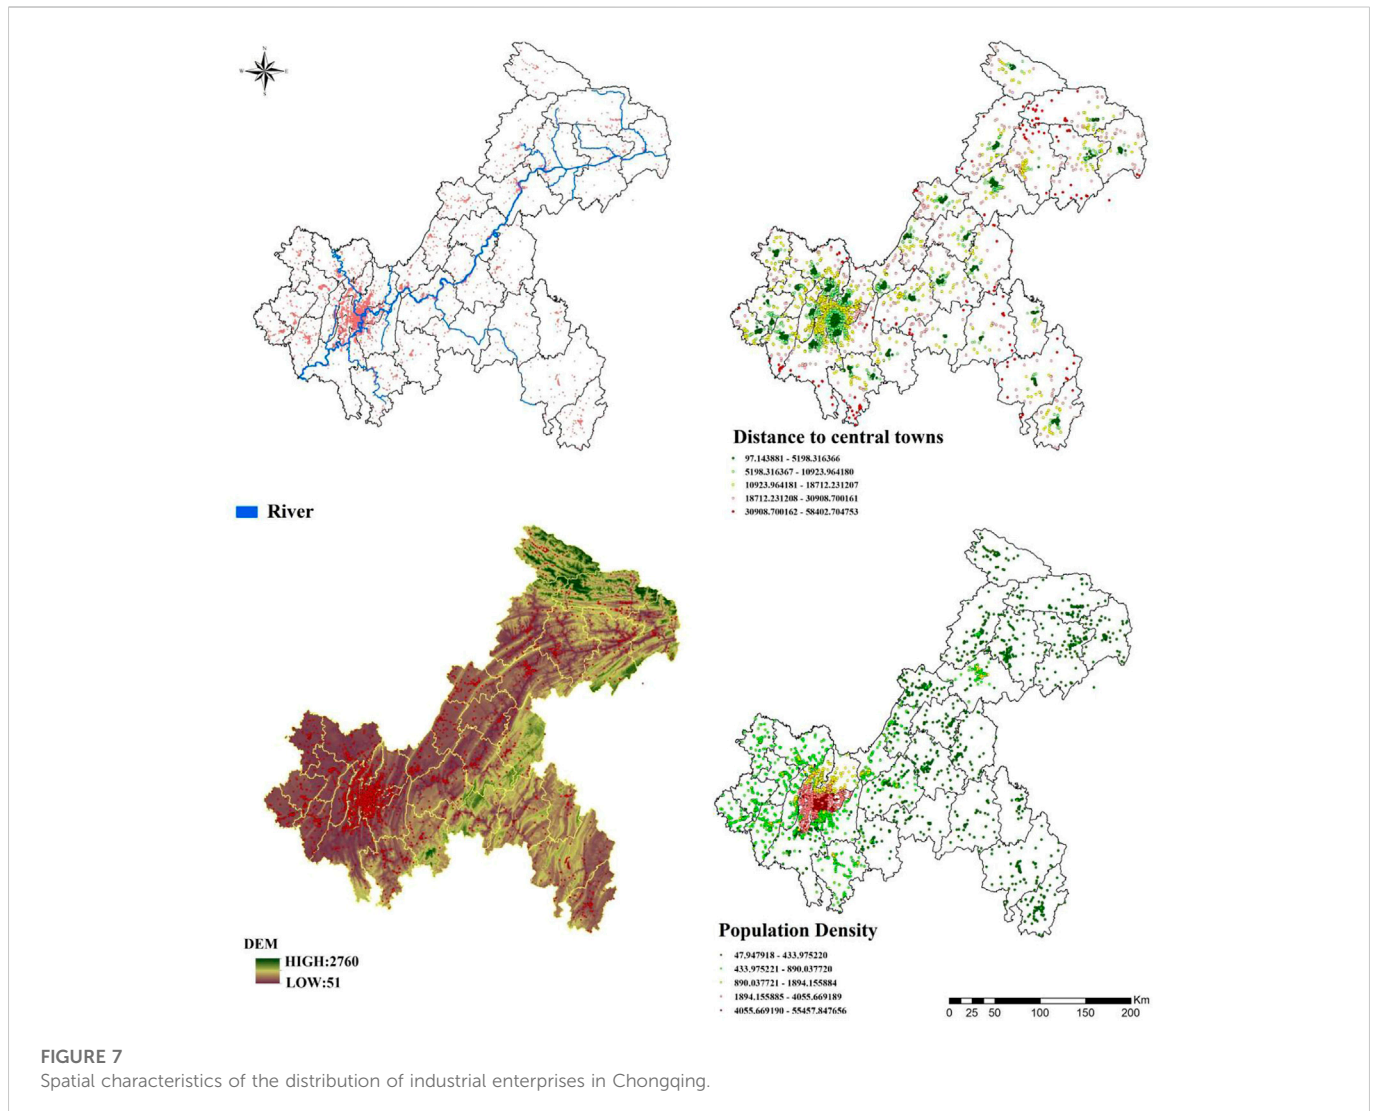 N
W
E
S
Distance to central towns
97.143881 - 5198.316366
5198.316367 - 10923.964180
10923.964181 - 18712.231207
18712.231208 - 30908.700161
30908.700162 - 58402.704753
River
DEM
HIGH:2760
LOW:51
Population Density
47.947918 - 433.975220
433.975221 - 890.037720
890.037721 - 1894.155884
1894.155885 - 4055.669189
4055.669190 - 55457.847656
Km
0 25 50 100 150 200
FIGURE 7
Spatial characteristics of the distribution of industrial enterprises in Chongqing.